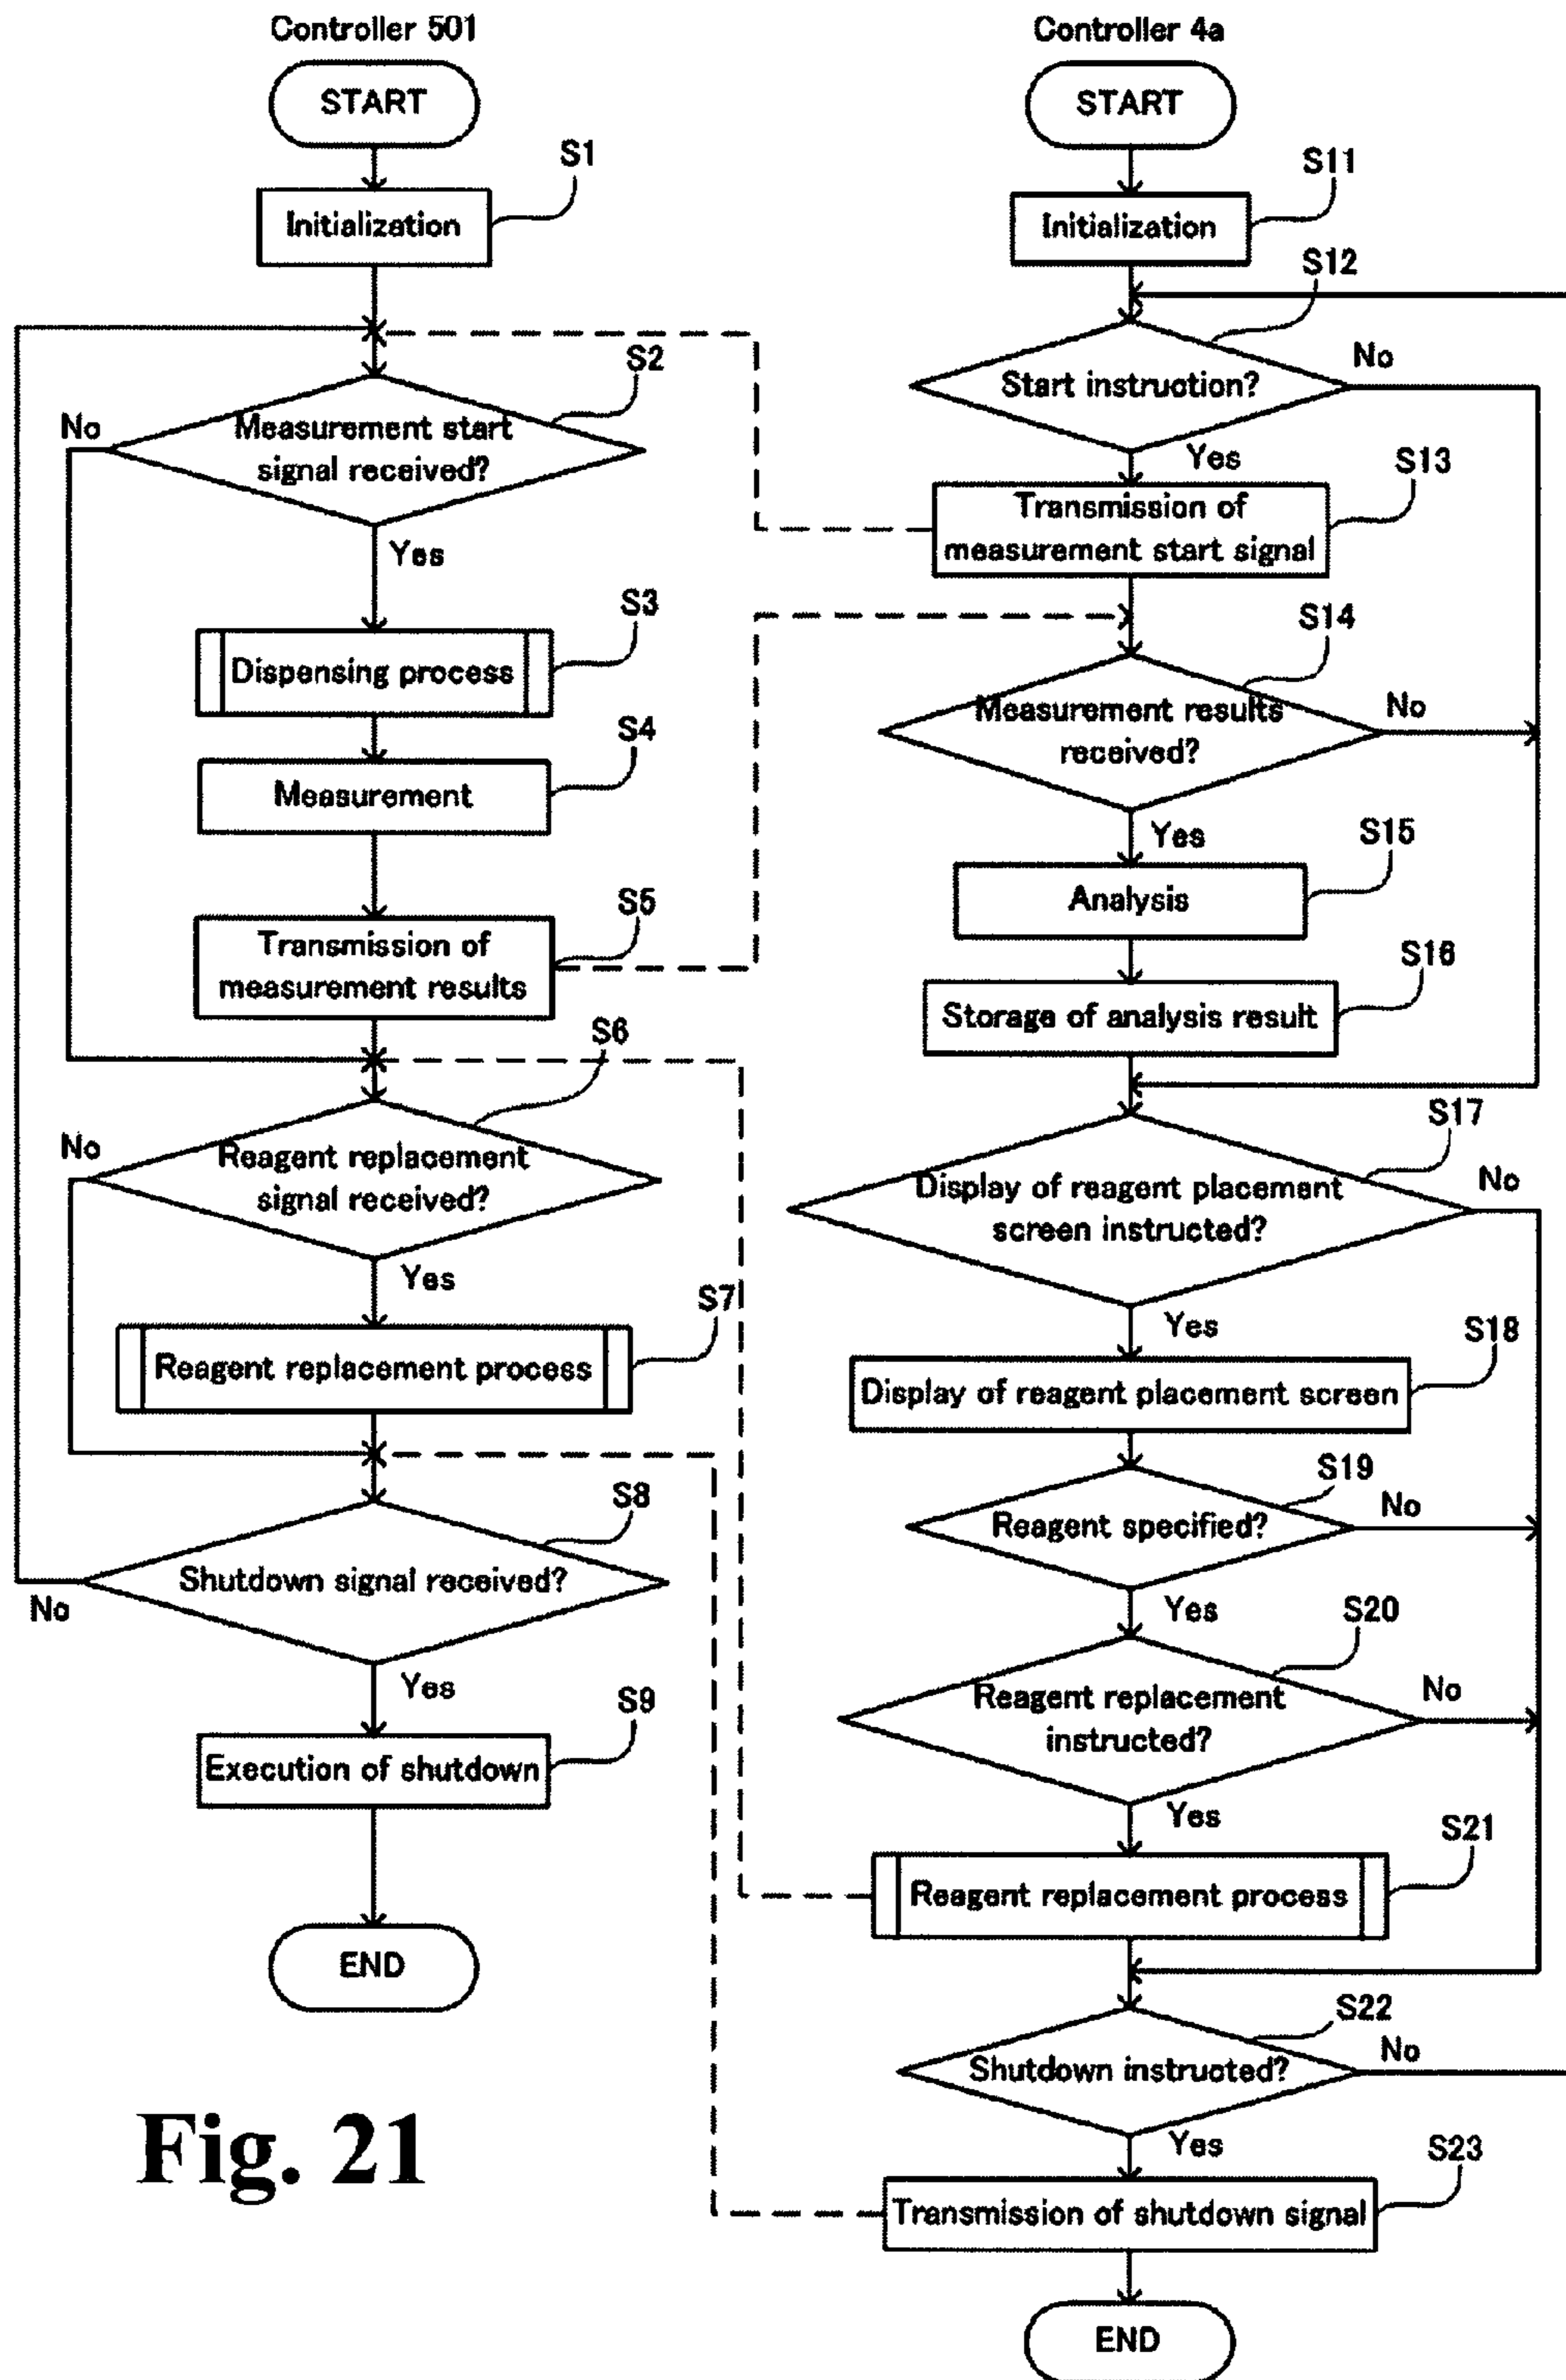 Controller 501
START
S1
Initialization
S2
Measurement start
signal received?
No
Yes
S3
Dispensing process
S4
Measurement
S5
Transmission of
measurement results
S6
Reagent replacement
signal received?
No
Yes
S7
Reagent replacement process
S8
Shutdown signal received?
No
Yes
S9
Execution of shutdown
END
Controller 4a
START
S11
Initialization
S12
Start instruction?
No
Yes
S13
Transmission of
measurement start signal
S14
Measurement results
received?
No
Yes
S15
Analysis
S16
Storage of analysis result
S17
Display of reagent placement
screen instructed?
No
Yes
S18
Display of reagent placement screen
S19
Reagent specified?
No
Yes
S20
Reagent replacement
instructed?
No
Yes
S21
Reagent replacement process
S22
Shutdown instructed?
No
Yes
S23
Transmission of shutdown signal
END
Fig. 21